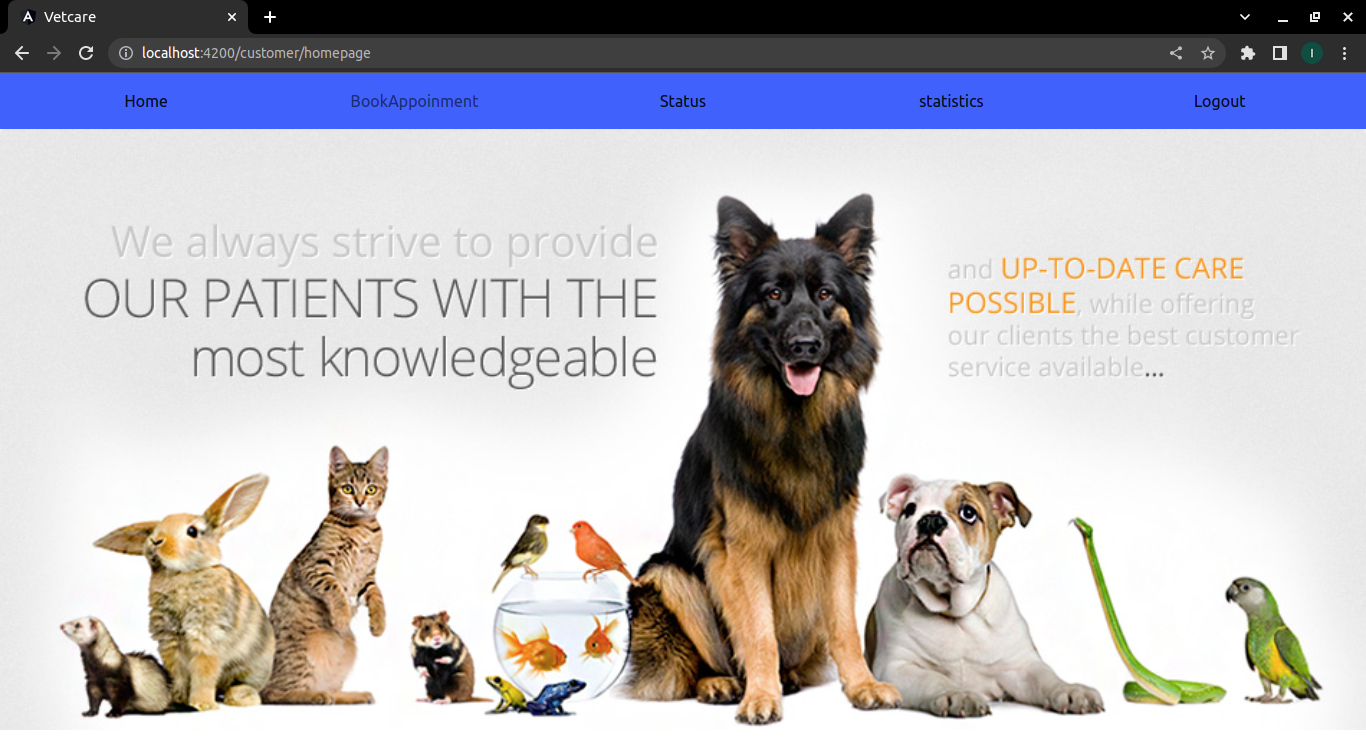 Vetcare
localhost:4200/customer/homepage
I
Home BookAppoinment Status statistics Logout
We always strive to provide
OUR PATIENTS WITH THE
most knowledgeable
and UP-TO-DATE CARE
POSSIBLE, while offering
our clients the best customer
service available...